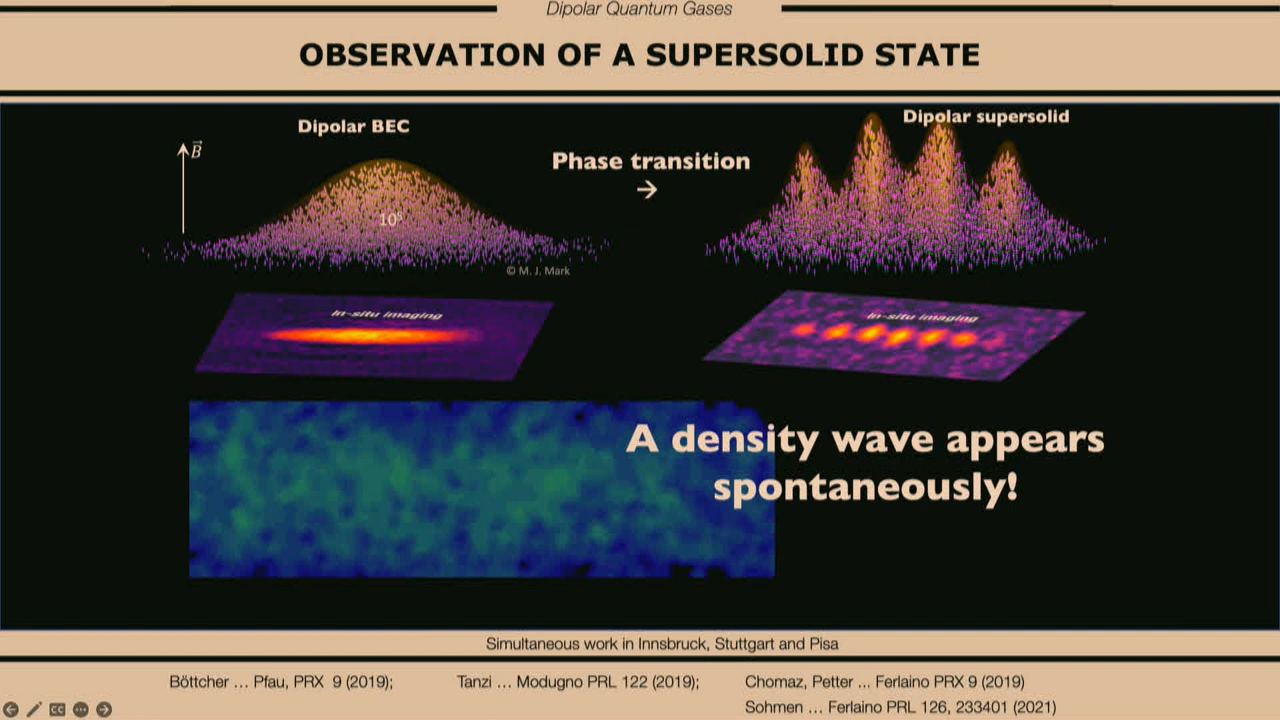 Dipolar Quantum Gases
OBSERVATION OF A SUPERSOLID STATE
Dipolar BEC
Dipolar supersolid
B⃗
Phase transition
→
10⁵
© M. J. Mark
In-situ imaging
In-situ imaging
A density wave appears
spontaneously!
Simultaneous work in Innsbruck, Stuttgart and Pisa
Böttcher … Pfau, PRX 9 (2019);
Tanzi … Modugno PRL 122 (2019);
Chomaz, Petter ... Ferlaino PRX 9 (2019)
Sohmen … Ferlaino PRL 126, 233401 (2021)
CC